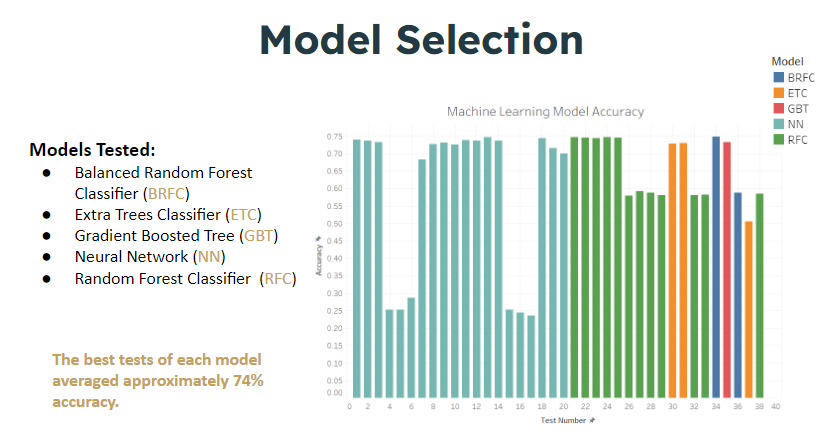 Model Selection
Model
BRFC
ETC
GBT
NN
RFC
Machine Learning Model Accuracy
Models Tested:
● Balanced Random Forest
Classifier (BRFC)
● Extra Trees Classifier (ETC)
● Gradient Boosted Tree (GBT)
● Neural Network (NN)
● Random Forest Classifier (RFC)
The best tests of each model
averaged approximately 74%
accuracy.
Accuracy
0.75
0.70
0.65
0.60
0.55
0.50
0.45
0.40
0.35
0.30
0.25
0.20
0.15
0.10
0.05
0.00
0 2 4 6 8 10 12 14 16 18 20 22 24 26 28 30 32 34 36 38 40
Test Number